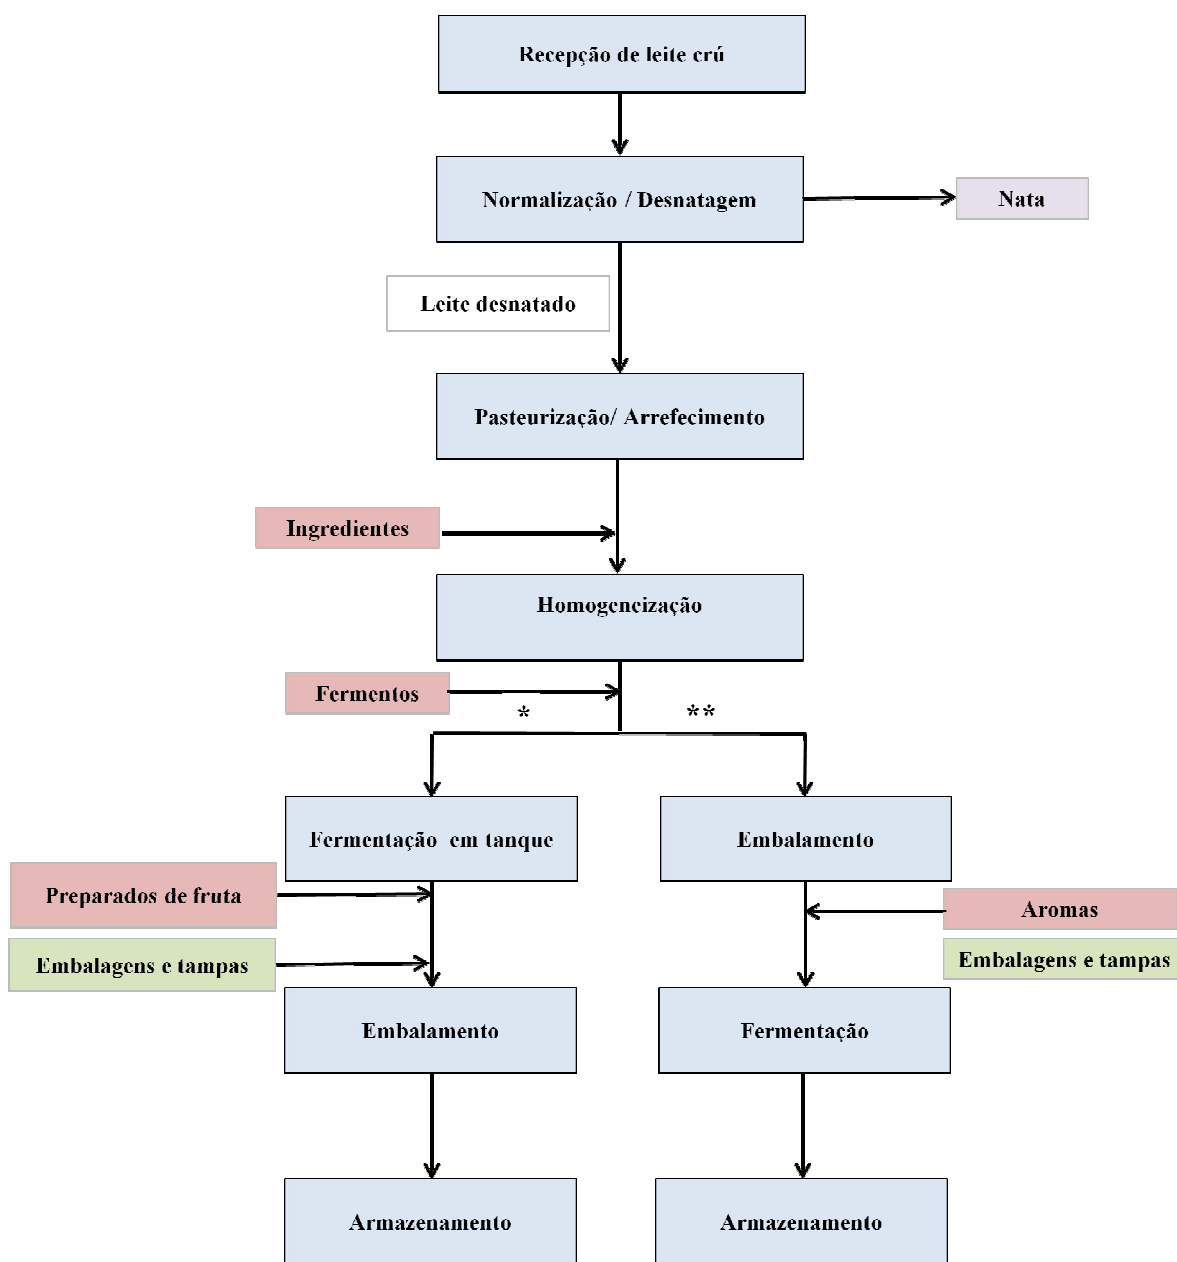 Recepção de leite crú
Normalização / Desnatagem
Nata
Leite desnatado
Pasteurização/ Arrefecimento
Ingredientes
Homogeneização
Fermentos
*
**
Fermentação em tanque
Embalamento
Preparados de fruta
Aromas
Embalagens e tampas
Embalagens e tampas
Embalamento
Fermentação
Armazenamento
Armazenamento